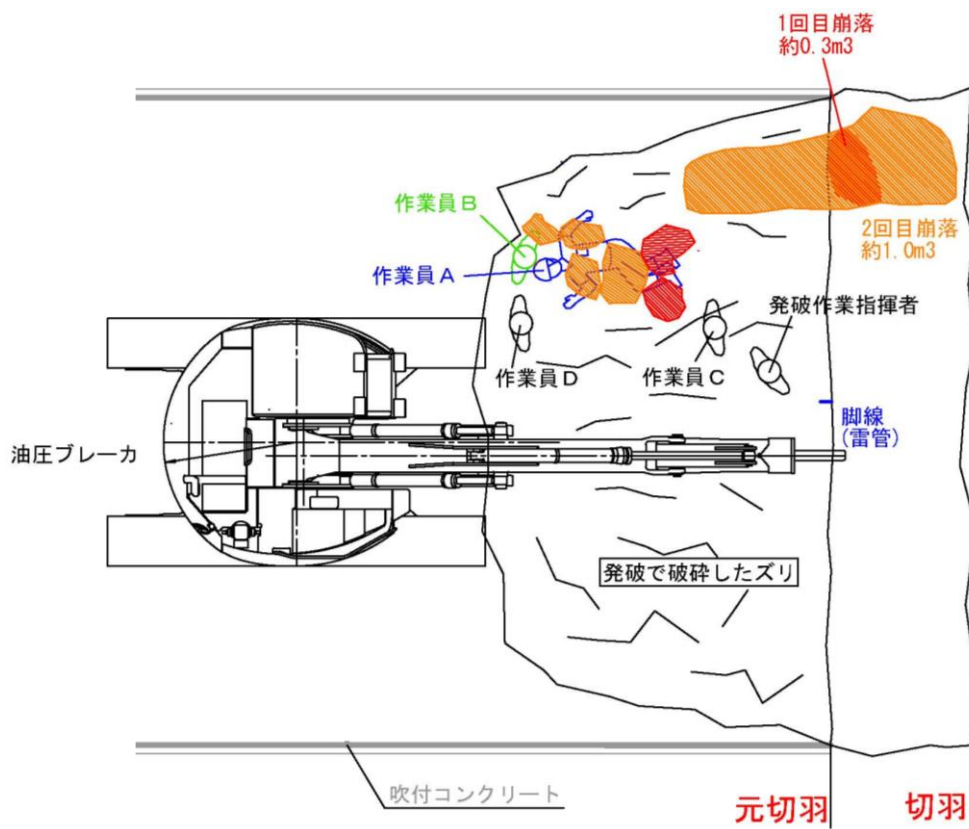 1回目崩落
約0.3m3
作業員B
2回目崩落
約1.0m3
作業員A
発破作業指揮者
作業員D
作業員C
脚線
(雷管)
油圧ブレーカ
発破で破砕したズリ
吹付コンクリート
元切羽
切羽